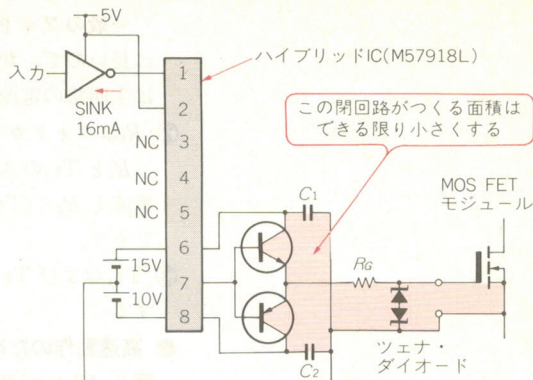 5V
ハイブリッドIC(M57918L)
入力
SINK
16mA
1
2
NC 3
NC 4
NC 5
6
7
8
この閉回路がつくる面積は
できる限り小さくする
MOS FET
モジュール
C1
15V
10V
RG
C2
ツェナ・
ダイオード